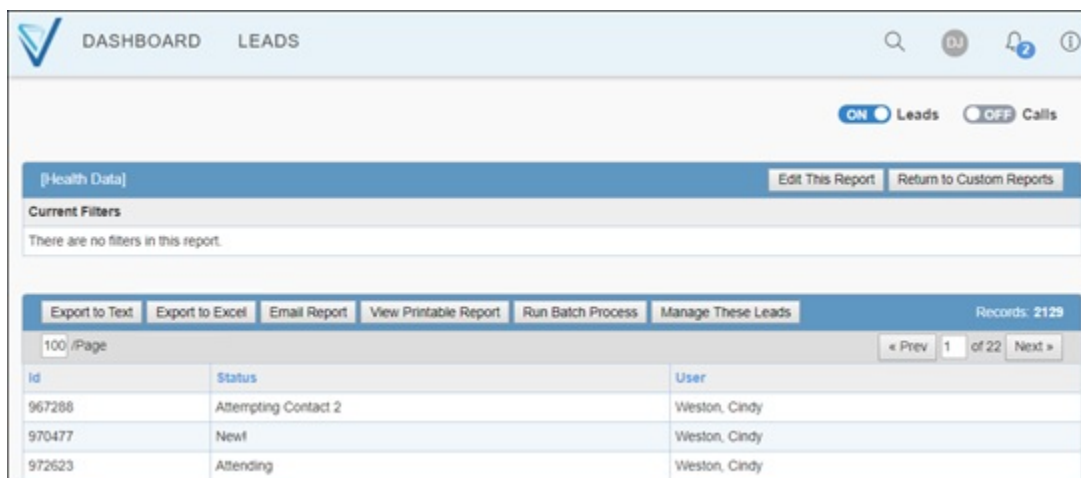 DASHBOARD LEADS DJ 2
ON Leads OFF Calls
[Health Data] Edit This Report Return to Custom Reports
Current Filters
There are no filters in this report.
Export to Text Export to Excel Email Report View Printable Report Run Batch Process Manage These Leads Records: 2129
100 /Page « Prev 1 of 22 Next »
Id Status User
967288 Attempting Contact 2 Weston, Cindy
970477 New! Weston, Cindy
972623 Attending Weston, Cindy